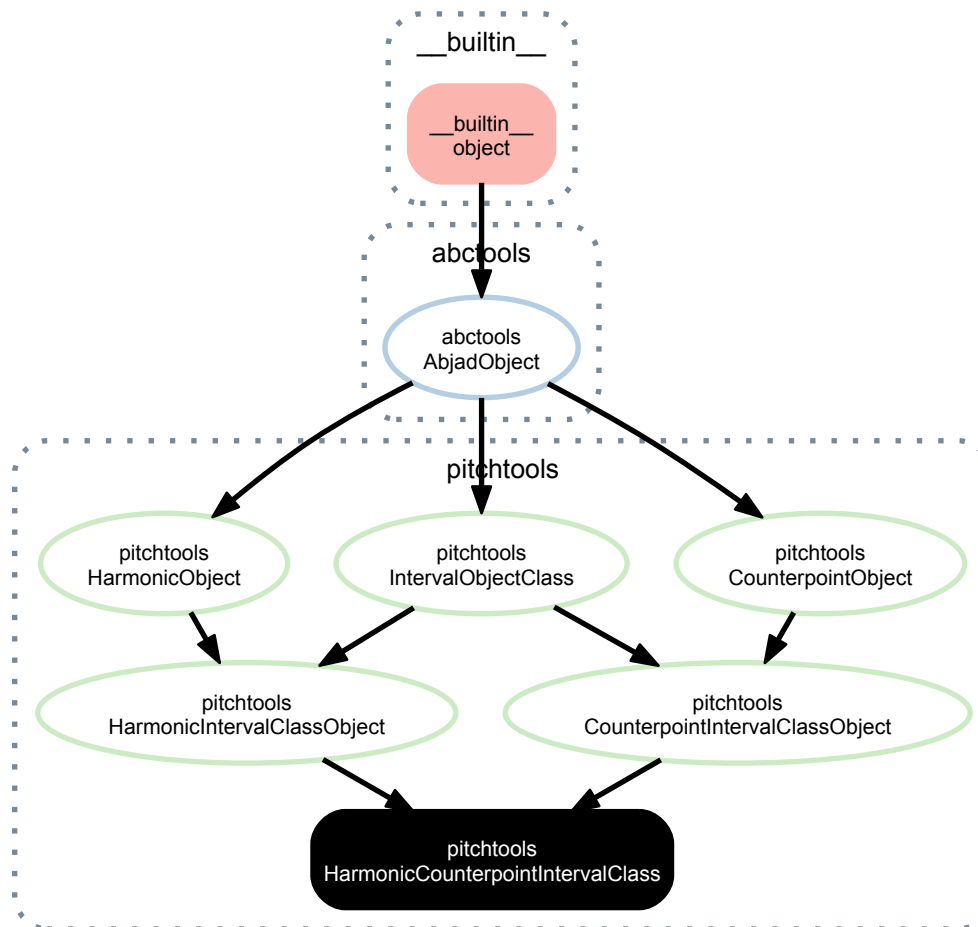 __builtin__
__builtin__
object
abctools
abctools
AbjadObject
pitchtools
pitchtools
HarmonicObject
pitchtools
IntervalObjectClass
pitchtools
CounterpointObject
pitchtools
HarmonicIntervalClassObject
pitchtools
CounterpointIntervalClassObject
pitchtools
HarmonicCounterpointIntervalClass